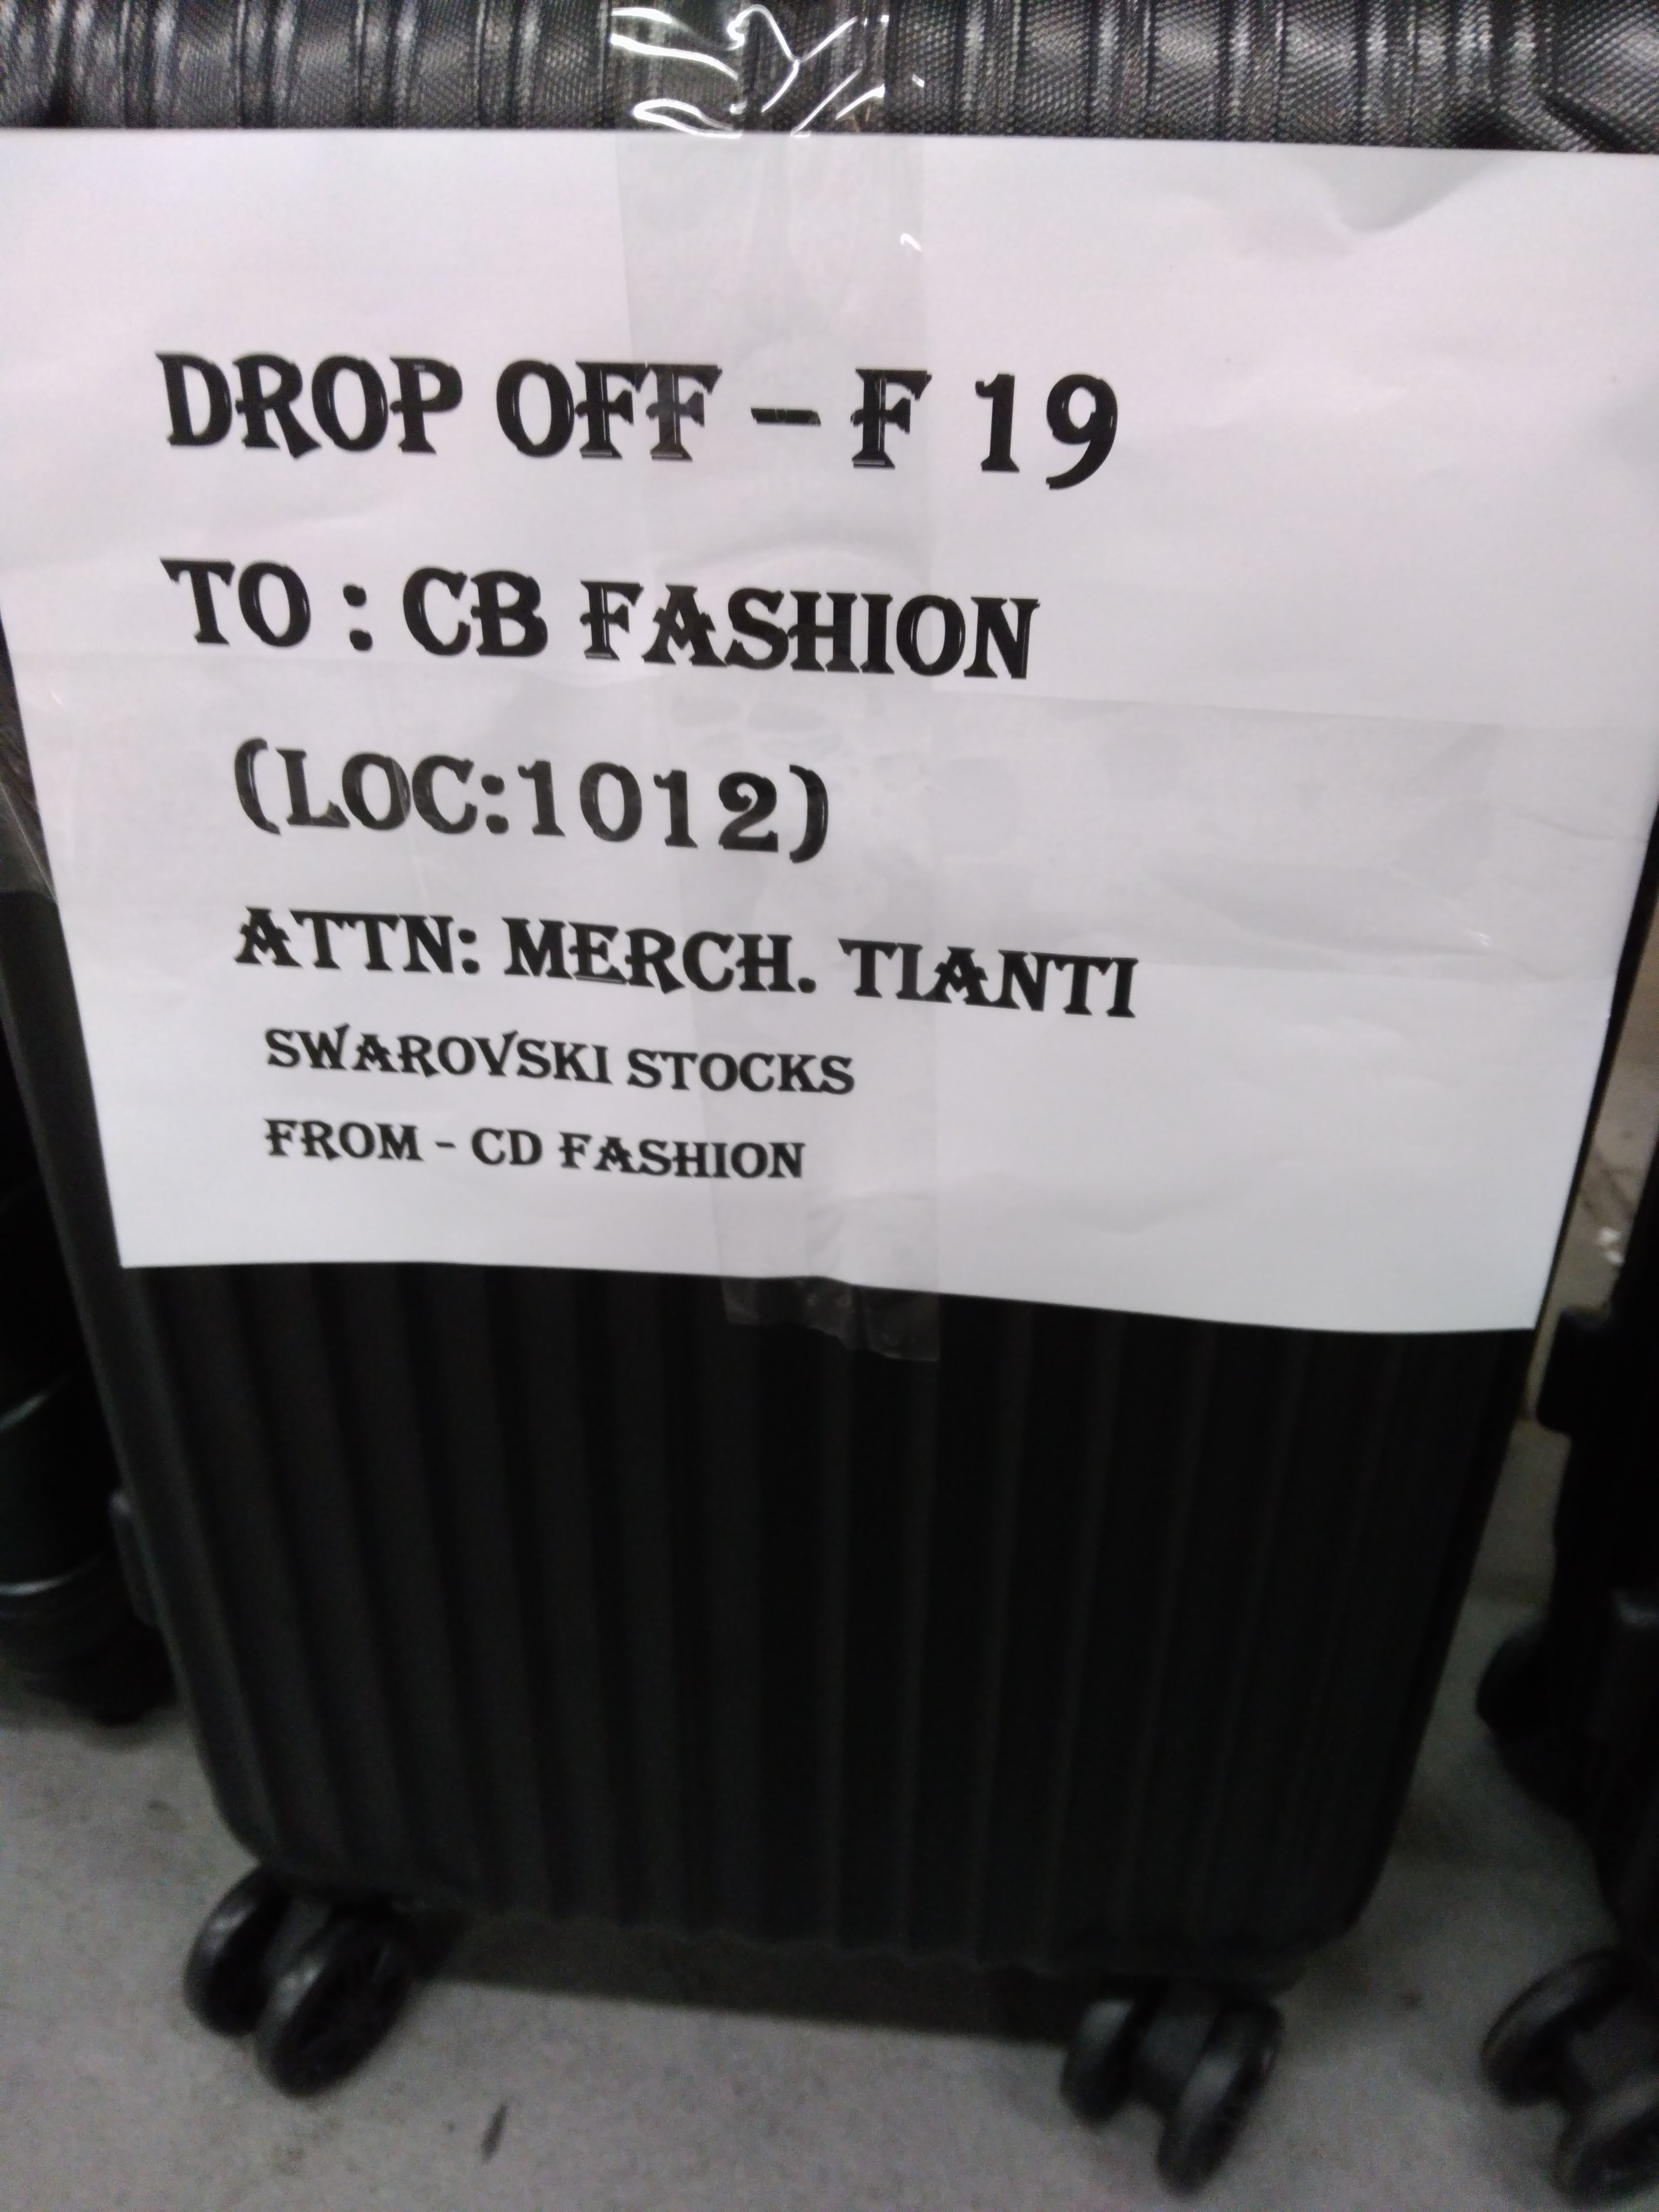 DROP OFF – F 19
TO : CB FASHION
(LOC:1012)
ATTN: MERCH. TIANTI
SWAROVSKI STOCKS
FROM - CD FASHION